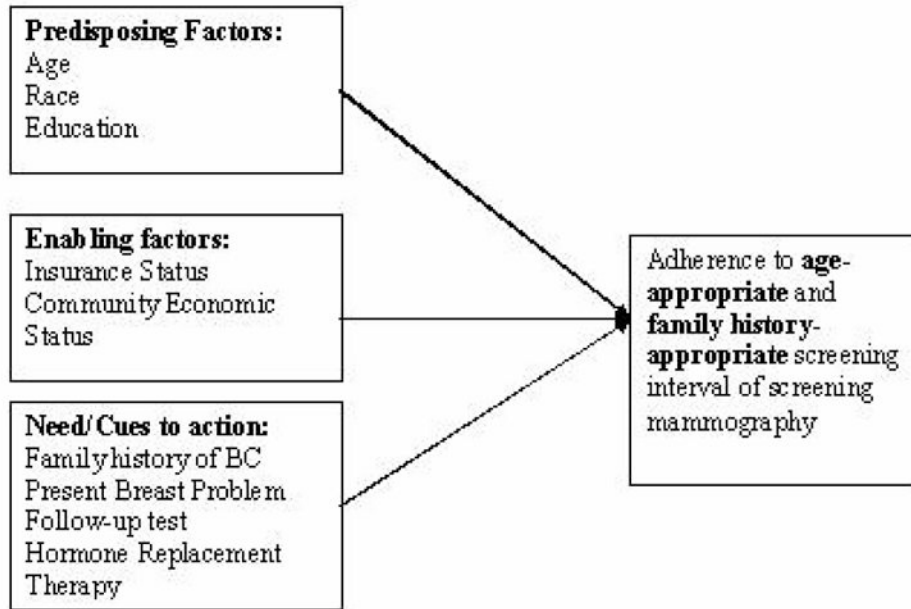 Predisposing Factors:
Age
Race
Education
Enabling factors:
Insurance Status
Community Economic
Status
Need/Cues to action:
Family history of BC
Present Breast Problem
Follow-up test
Hormone Replacement
Therapy
Adherence to age-
appropriate and
family history-
appropriate screening
interval of screening
mammography